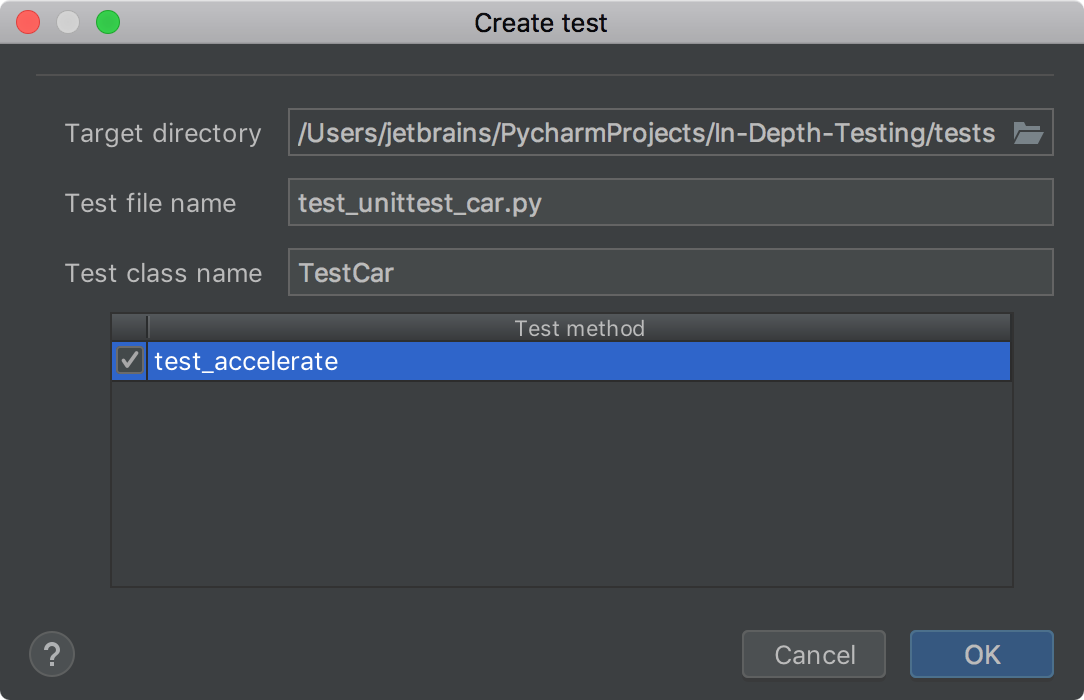 Create test
Target directory /Users/jetbrains/PycharmProjects/In-Depth-Testing/tests
Test file name test_unittest_car.py
Test class name TestCar
Test method
test_accelerate
? Cancel OK